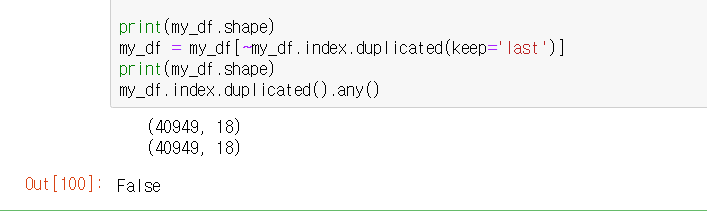 print(my_df.shape)
my_df = my_df[~my_df.index.duplicated(keep='last')]
print(my_df.shape)
my_df.index.duplicated().any()
(40949, 18)
(40949, 18)
Out[100]: False